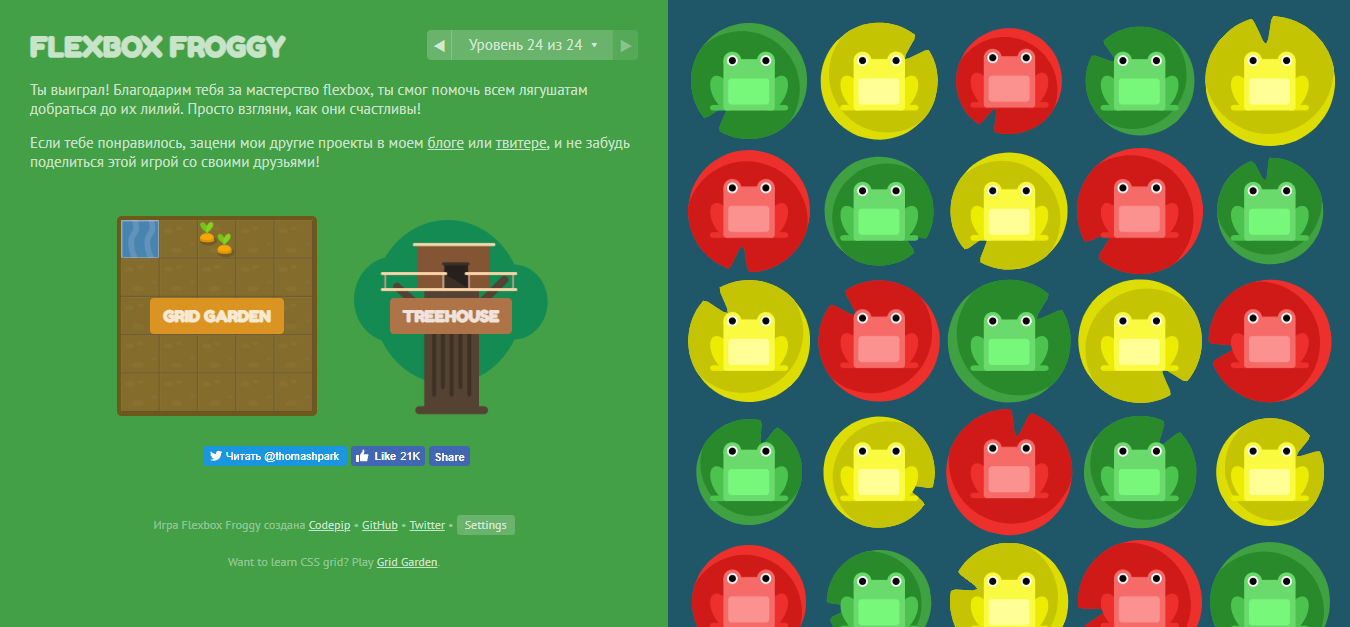 FLEXBOX FROGGY
Уровень 24 из 24
Ты выиграл! Благодарим тебя за мастерство flexbox, ты смог помочь всем лягушатам
добраться до их лилий. Просто взгляни, как они счастливы!
Если тебе понравилось, зацени мои другие проекты в моем блоге или твитере, и не забудь
поделиться этой игрой со своими друзьями!
GRID GARDEN
TREEHOUSE
Читать @thomashpark
Like 21K
Share
Игра Flexbox Froggy создана Codepip • GitHub • Twitter • Settings
Want to learn CSS grid? Play Grid Garden.